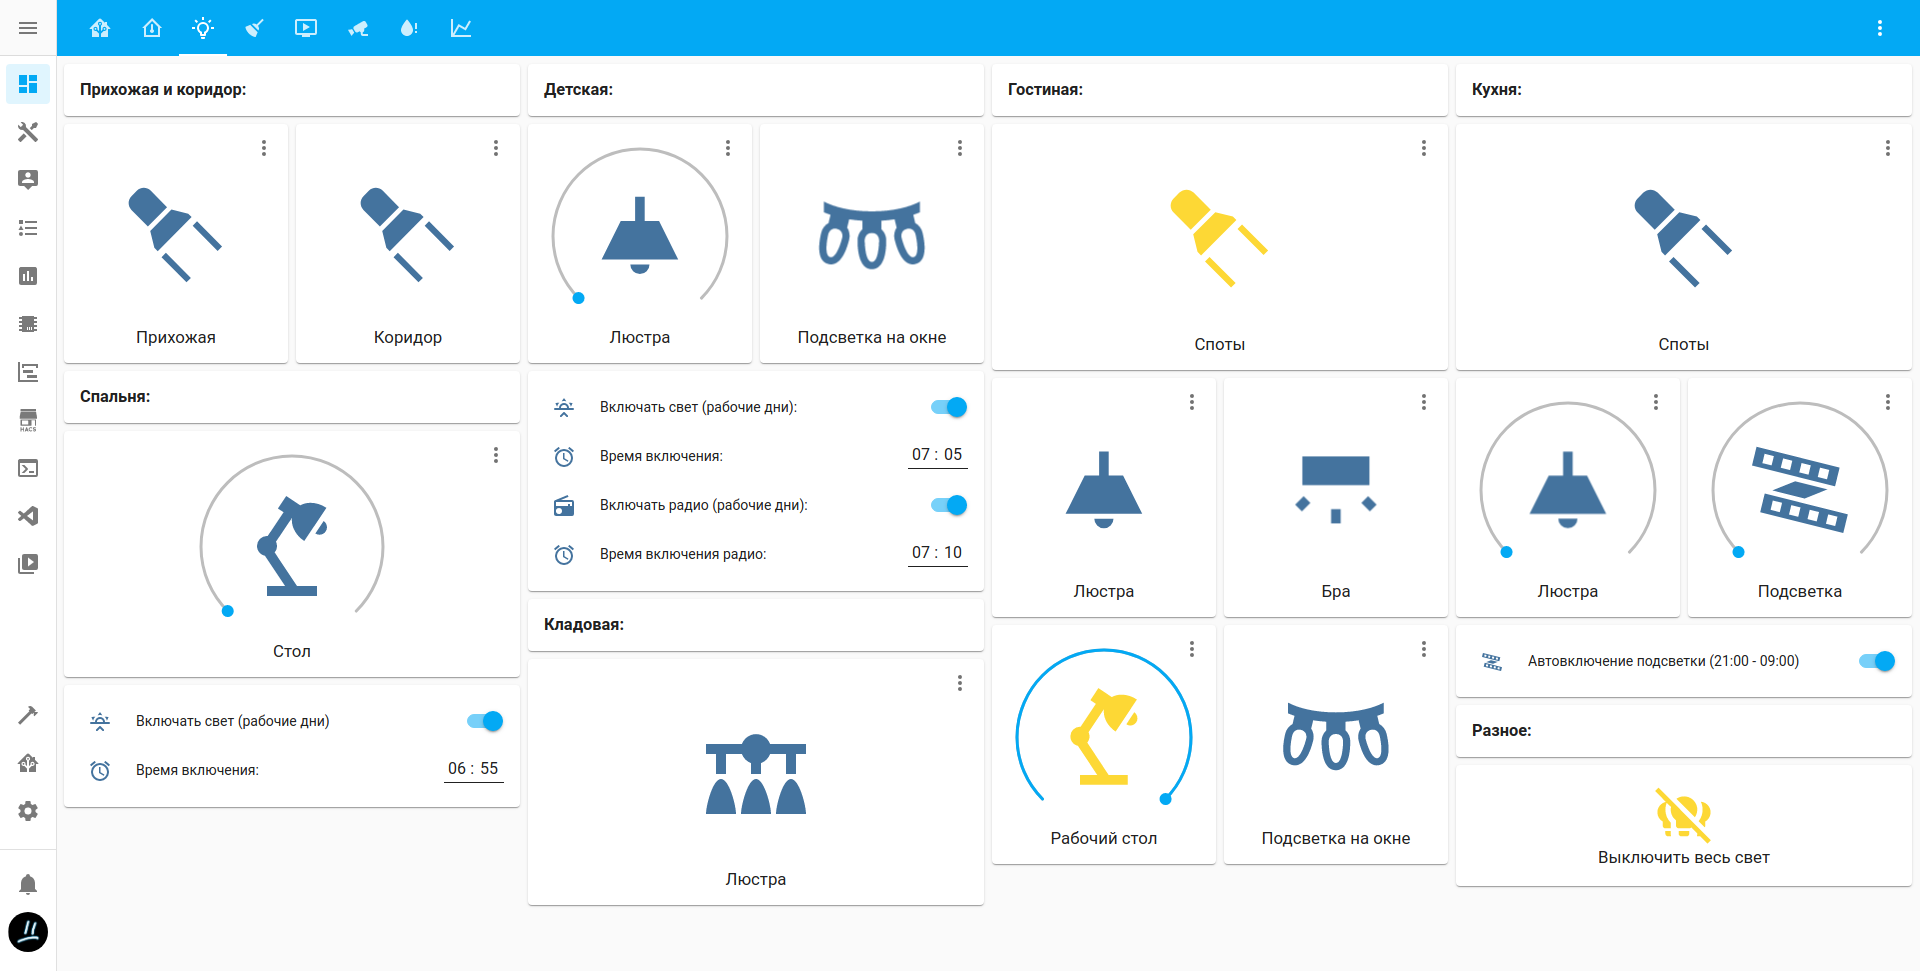 HACS
Прихожая и коридор:
Прихожая
Коридор
Спальня:
Стол
Включать свет (рабочие дни)
Время включения:
06 : 55
Детская:
Люстра
Подсветка на окне
Включать свет (рабочие дни):
Время включения:
07 : 05
Включать радио (рабочие дни):
Время включения радио:
07 : 10
Кладовая:
Люстра
Гостиная:
Споты
Люстра
Бра
Рабочий стол
Подсветка на окне
Кухня:
Споты
Люстра
Подсветка
Автовключение подсветки (21:00 - 09:00)
Разное:
Выключить весь свет